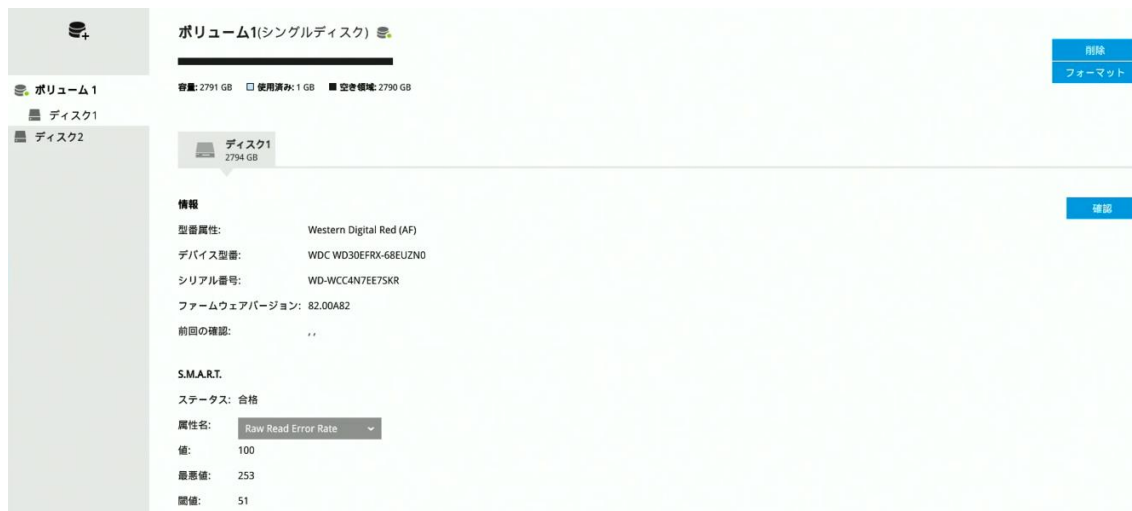 ボリューム1(シングルディスク)
削除
フォーマット
ボリューム 1
ディスク1
ディスク2
容量: 2791 GB 使用済み: 1 GB 空き領域: 2790 GB
ディスク1
2794 GB
情報
確認
型番属性: Western Digital Red (AF)
デバイス型番: WDC WD30EFRX-68EUZN0
シリアル番号: WD-WCC4N7EE7SKR
ファームウェアバージョン: 82.00A82
前回の確認: , ,
S.M.A.R.T.
ステータス: 合格
属性名: Raw Read Error Rate
値: 100
最悪値: 253
閾値: 51